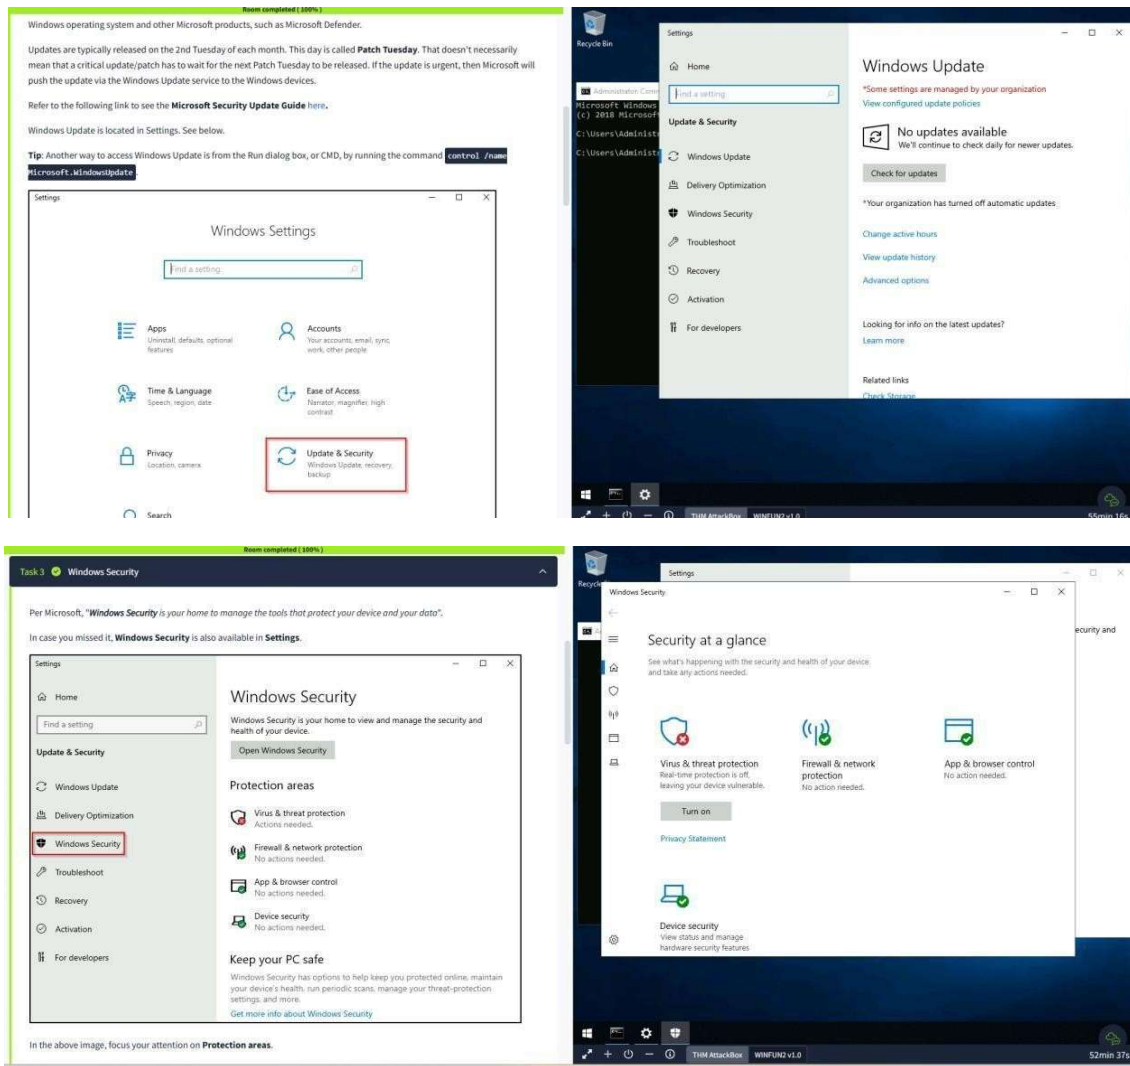 Room completed ( 100% )
Windows operating system and other Microsoft products, such as Microsoft Defender.
Updates are typically released on the 2nd Tuesday of each month. This day is called Patch Tuesday. That doesn't necessarily
mean that a critical update/patch has to wait for the next Patch Tuesday to be released. If the update is urgent, then Microsoft will
push the update via the Windows Update service to the Windows devices.
Refer to the following link to see the Microsoft Security Update Guide here.
Windows Update is located in Settings. See below.
Tip: Another way to access Windows Update is from the Run dialog box, or CMD, by running the command control /name
Microsoft.WindowsUpdate .
Settings
Windows Settings
Find a setting
Apps
Uninstall, defaults, optional
features
Accounts
Your accounts, email, sync,
work, other people
Time & Language
Speech, region, date
Ease of Access
Narrator, magnifier, high
contrast
Privacy
Location, camera
Update & Security
Windows Update, recovery,
backup
Search
Recycle Bin
Administrator: Comm
Microsoft Windows
(c) 2018 Microsoft
C:\Users\Administr
C:\Users\Administr
Settings
Home
Find a setting
Update & Security
Windows Update
Delivery Optimization
Windows Security
Troubleshoot
Recovery
Activation
For developers
Windows Update
*Some settings are managed by your organization
View configured update policies
No updates available
We'll continue to check daily for newer updates.
Check for updates
*Your organization has turned off automatic updates
Change active hours
View update history
Advanced options
Looking for info on the latest updates?
Learn more
Related links
Check Storage
THM AttackBox WINFUN2 v1.0
55min 16s
Room completed ( 100% )
Task 3 Windows Security
Per Microsoft, "Windows Security is your home to manage the tools that protect your device and your data".
In case you missed it, Windows Security is also available in Settings.
Settings
Home
Find a setting
Update & Security
Windows Update
Delivery Optimization
Windows Security
Troubleshoot
Recovery
Activation
For developers
Windows Security
Windows Security is your home to view and manage the security and
health of your device.
Open Windows Security
Protection areas
Virus & threat protection
Actions needed.
Firewall & network protection
No actions needed.
App & browser control
No actions needed.
Device security
No actions needed.
Keep your PC safe
Windows Security has options to help keep you protected online, maintain
your device's health, run periodic scans, manage your threat-protection
settings, and more.
Get more info about Windows Security
In the above image, focus your attention on Protection areas.
Recycle
Settings
ecurity and
Windows Security
Security at a glance
See what's happening with the security and health of your device
and take any actions needed.
Virus & threat protection
Real-time protection is off,
leaving your device vulnerable.
Turn on
Privacy Statement
Firewall & network
protection
No action needed.
App & browser control
No action needed.
Device security
View status and manage
hardware security features
THM AttackBox WINFUN2 v1.0
52min 37s